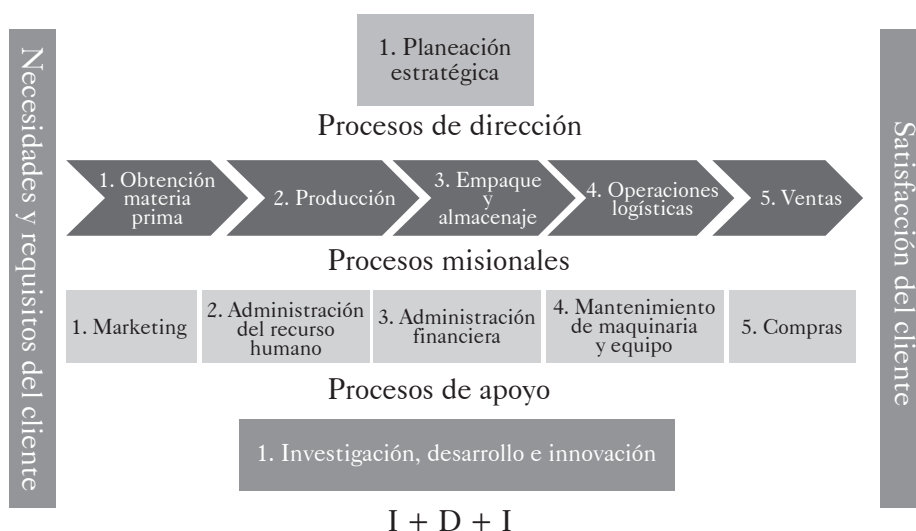 Necesidades y requisitos del cliente
1. Planeación
estratégica
Procesos de dirección
1. Obtención
materia
prima
2. Producción
3. Empaque
y
almacenaje
4. Operaciones
logísticas
5. Ventas
Procesos misionales
1. Marketing
2. Administración
del recurso
humano
3. Administración
financiera
4. Mantenimiento
de maquinaria
y equipo
5. Compras
Procesos de apoyo
1. Investigación, desarrollo e innovación
I + D + I
Satisfacción del cliente